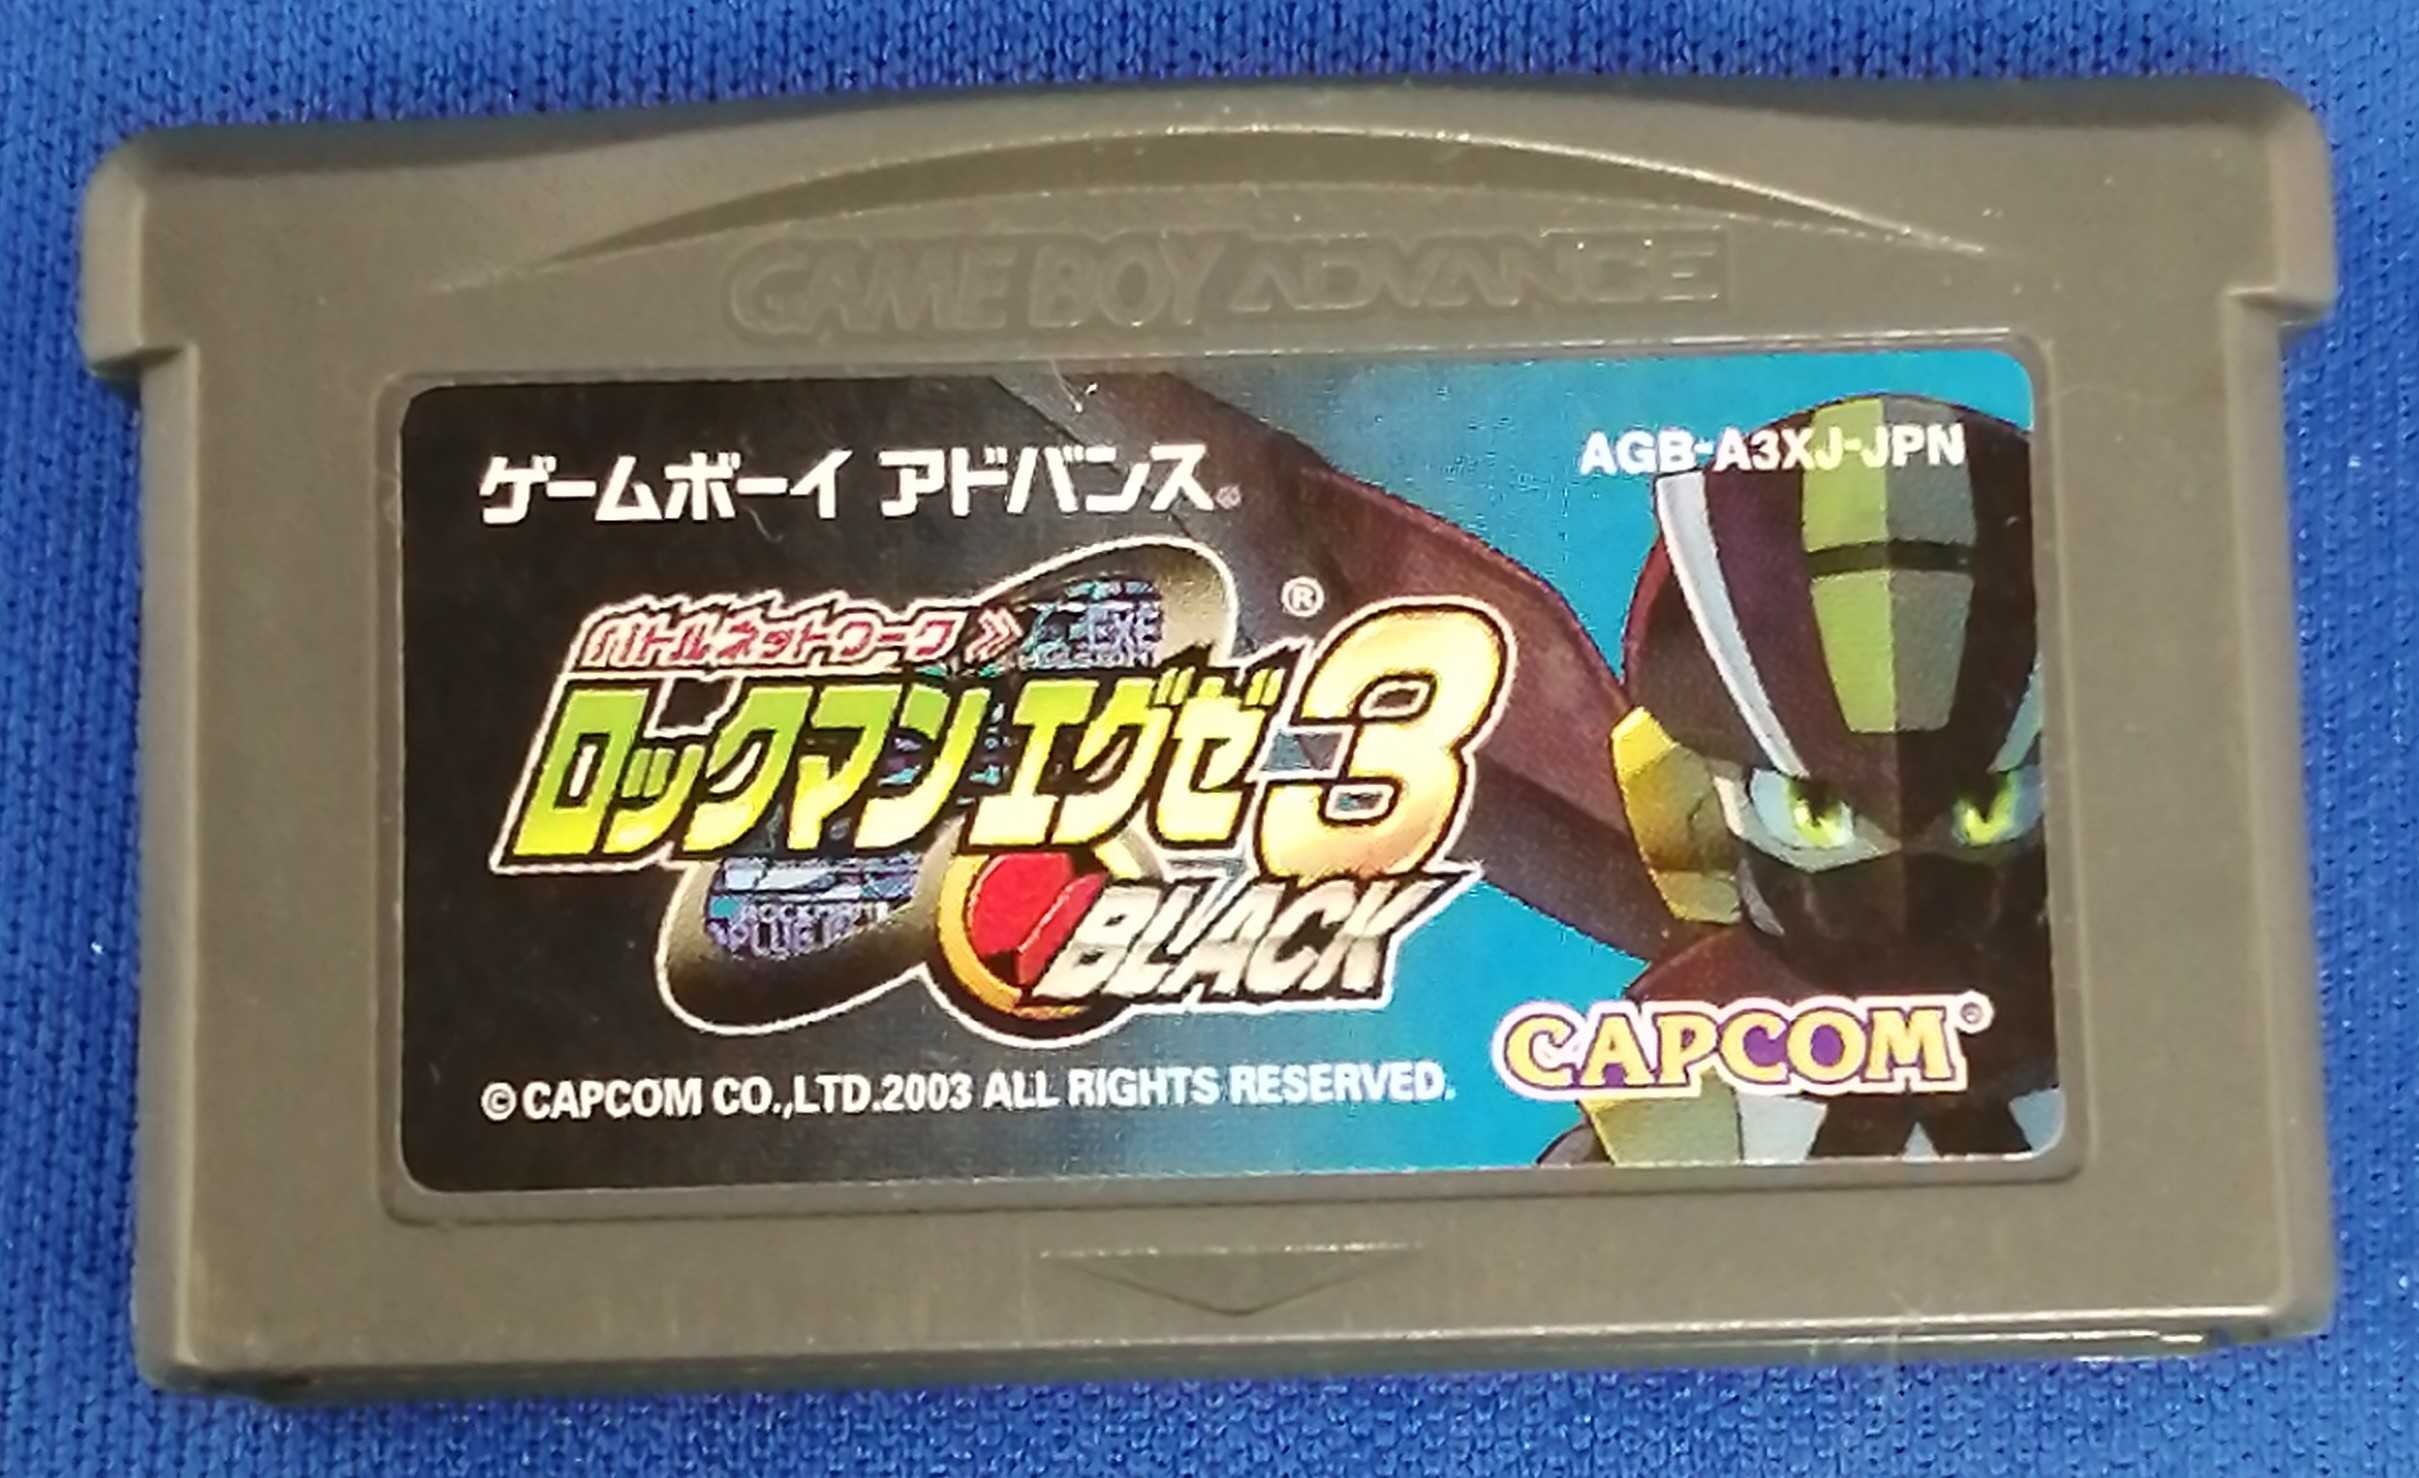 GAME BOY ADVANCE
ゲームボーイ アドバンス
AGB-A3XJ-JPN
バトルネットワーク
ロックマン エグゼ3®
BLACK
CAPCOM
© CAPCOM CO.,LTD.2003 ALL RIGHTS RESERVED.